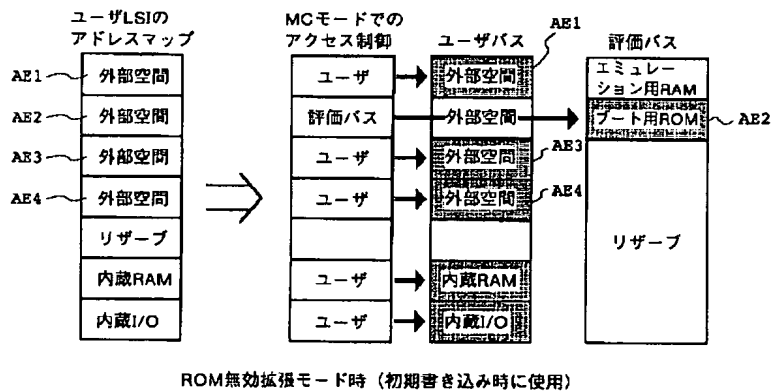 ユーザLSIの
アドレスマップ
AE1
外部空間
AE2
外部空間
AE3
外部空間
AE4
外部空間
リザーブ
内蔵RAM
内蔵I/O
MCモードでの
アクセス制御
ユーザ
評価バス
ユーザ
ユーザ
ユーザ
ユーザ
ユーザバス
AE1
外部空間
外部空間
外部空間
AE3
外部空間
AE4
内蔵RAM
内蔵I/O
評価バス
エミュレー
ション用RAM
ブート用ROM
AE2
リザーブ
ROM無効拡張モード時（初期書き込み時に使用）